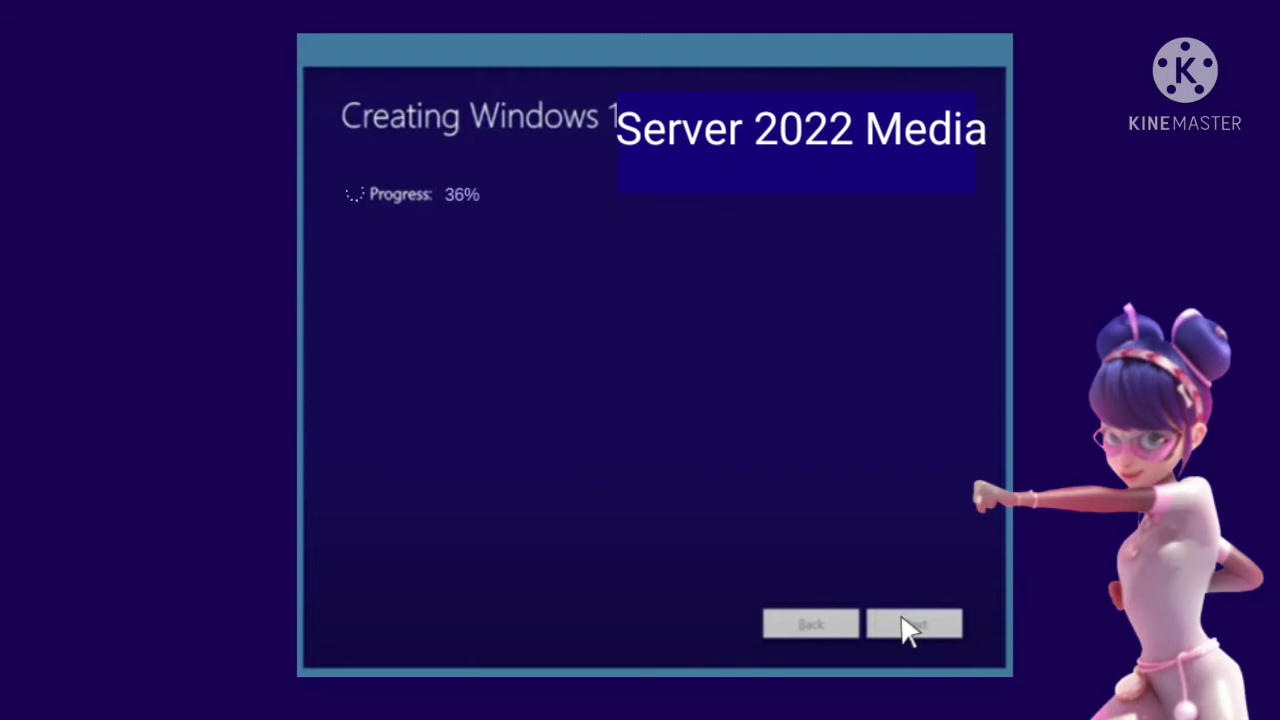 Creating Windows 1
Server 2022 Media
Progress: 36%
Back
K
KINEMASTER